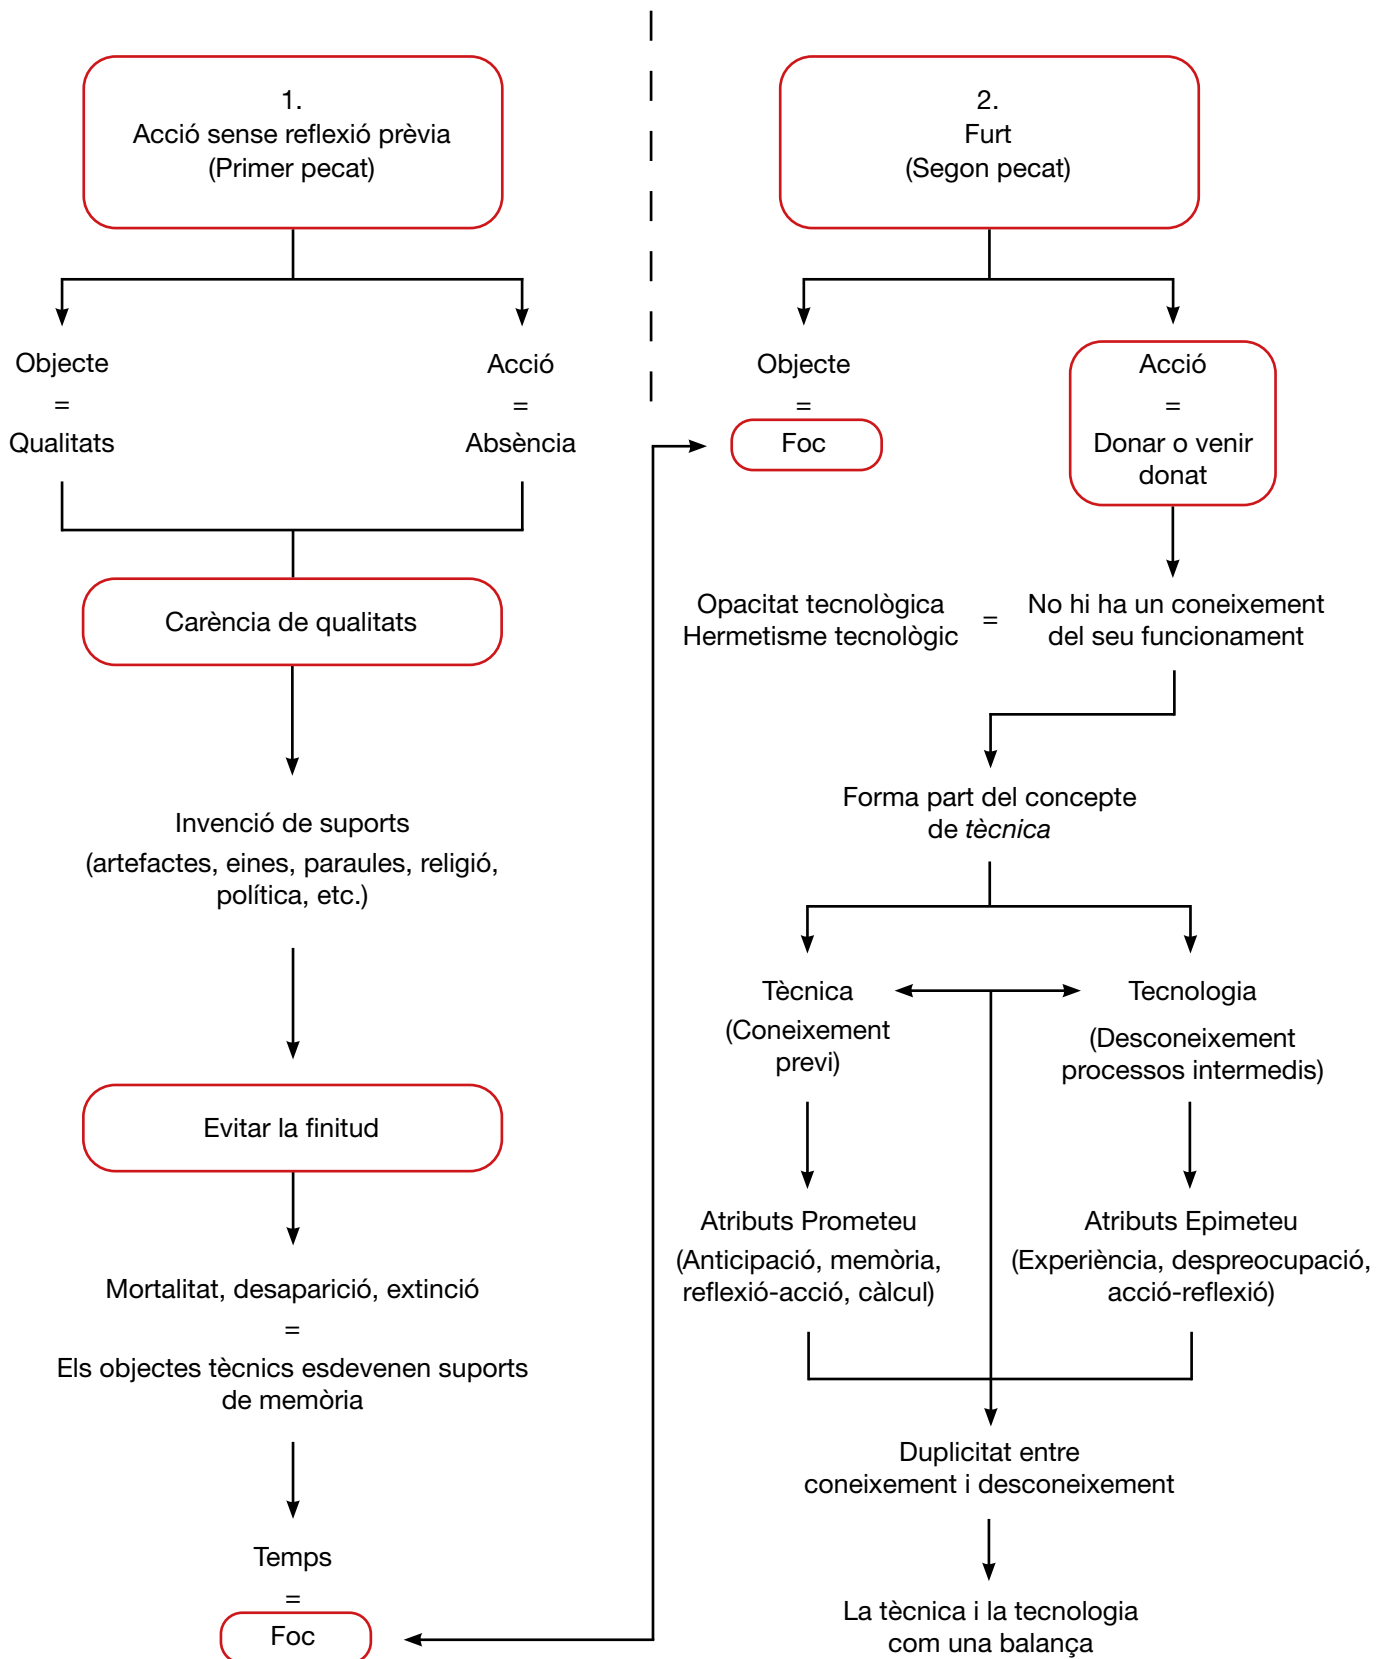 1.
Acció sense reflexió prèvia
(Primer pecat)
Objecte
=
Qualitats
Acció
=
Absència
Carència de qualitats
Invenció de suports
(artefactes, eines, paraules, religió,
política, etc.)
Evitar la finitud
Mortalitat, desaparició, extinció
=
Els objectes tècnics esdevenen suports
de memòria
Temps
=
Foc
2.
Furt
(Segon pecat)
Objecte
=
Foc
Acció
=
Donar o venir
donat
Opacitat tecnològica
Hermetisme tecnològic
=
No hi ha un coneixement
del seu funcionament
Forma part del concepte
de tècnica
Tècnica
(Coneixement
previ)
Tecnologia
(Desconeixement
processos intermedis)
Atributs Prometeu
(Anticipació, memòria,
reflexió-acció, càlcul)
Atributs Epimeteu
(Experiència, despreocupació,
acció-reflexió)
Duplicitat entre
coneixement i desconeixement
La tècnica i la tecnologia
com una balança